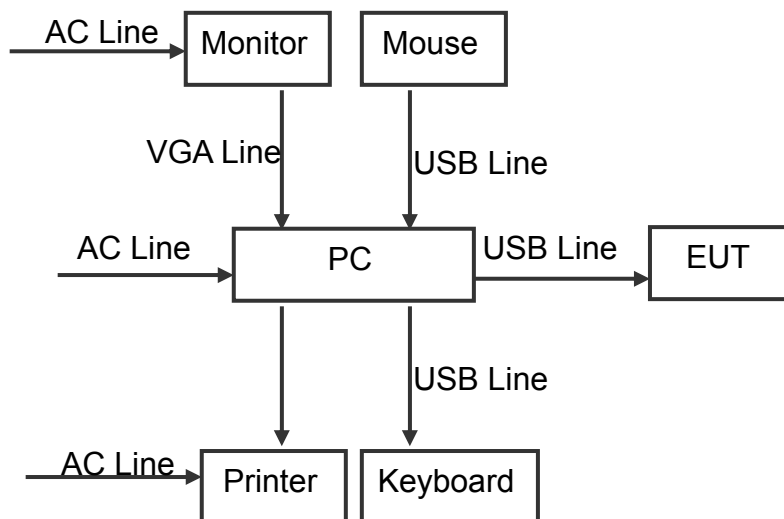 AC Line
Monitor
Mouse
VGA Line
USB Line
AC Line
PC
USB Line
EUT
USB Line
AC Line
Printer
Keyboard